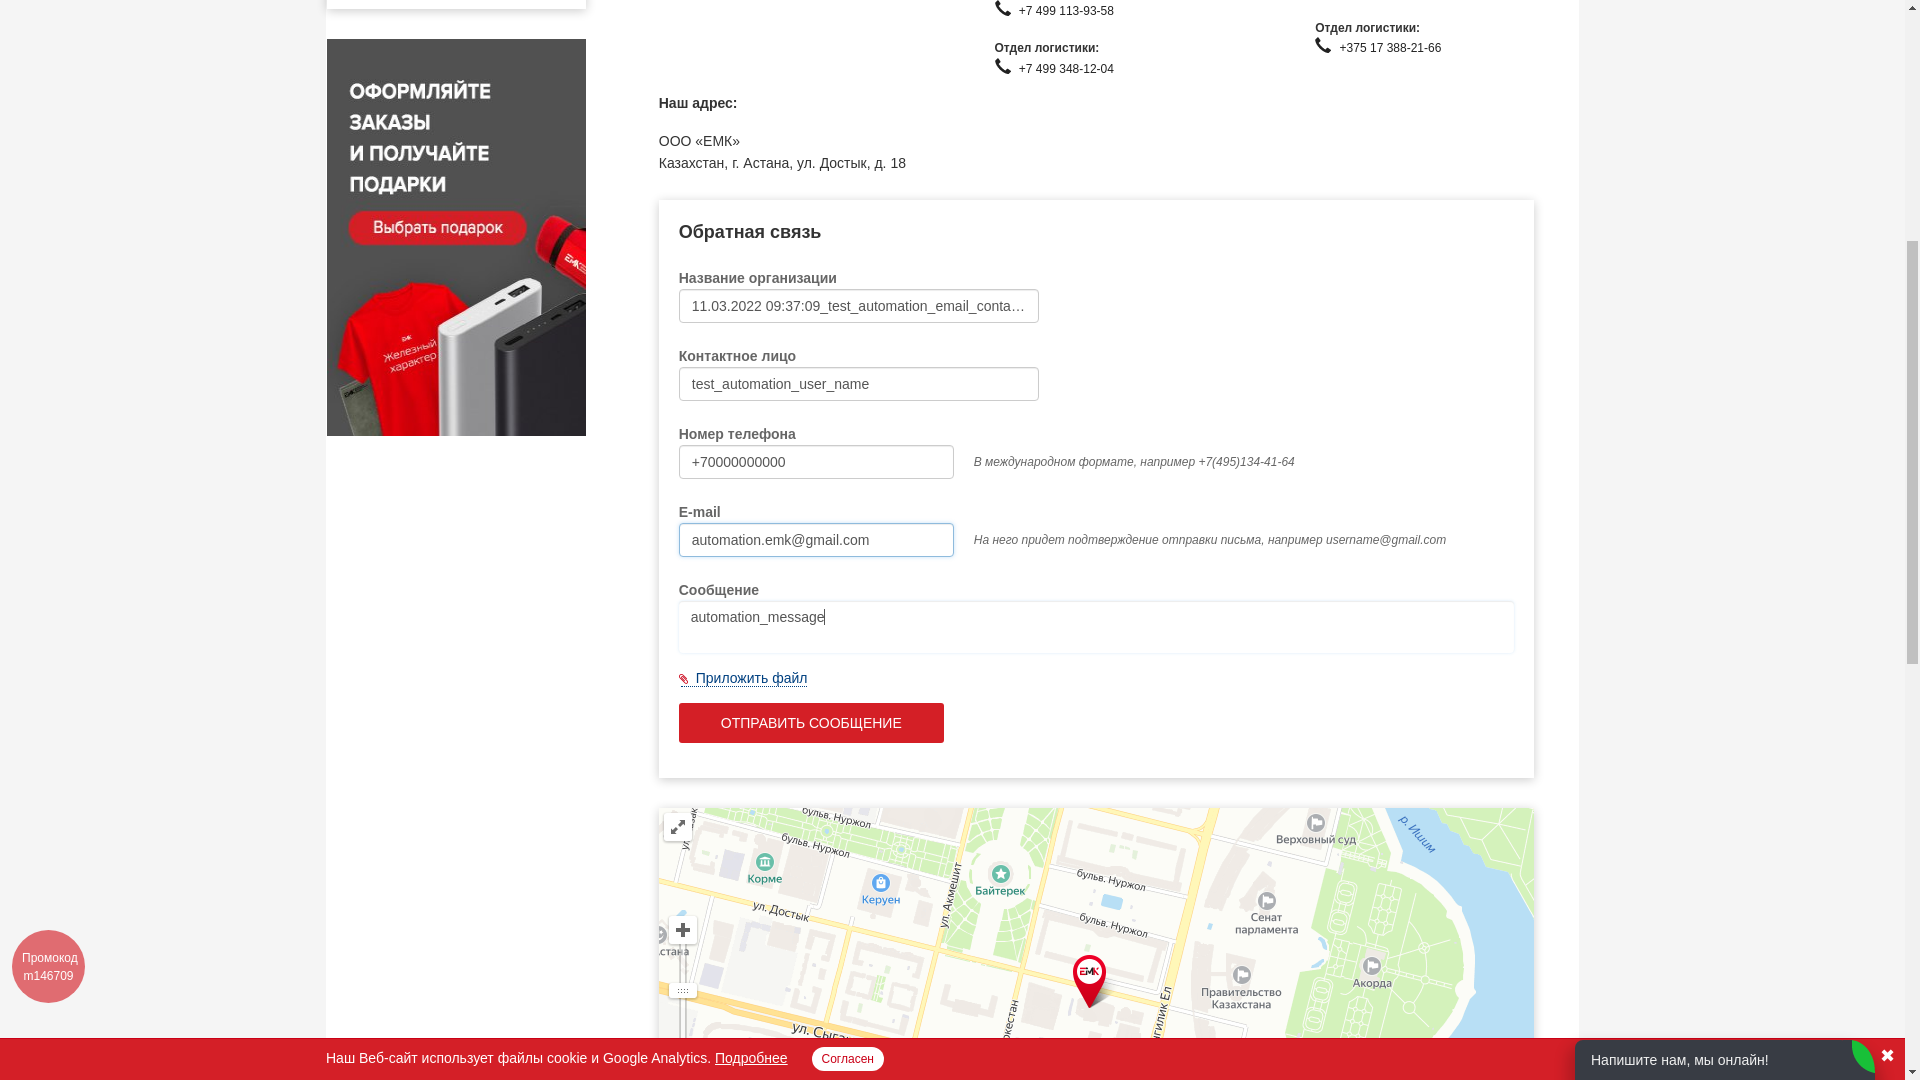 +7 499 113-93-58
Отдел логистики:
+7 499 348-12-04
Отдел логистики:
+375 17 388-21-66
ОФОРМЛЯЙТЕ
ЗАКАЗЫ
И ПОЛУЧАЙТЕ
ПОДАРКИ
Выбрать подарок
ЕМК
ЕМК
Железный
характер
Наш адрес:
ООО «ЕМК»
Казахстан, г. Астана, ул. Достык, д. 18
Обратная связь
Название организации
11.03.2022 09:37:09_test_automation_email_conta…
Контактное лицо
test_automation_user_name
Номер телефона
+70000000000
В международном формате, например +7(495)134-41-64
E-mail
automation.emk@gmail.com
На него придет подтверждение отправки письма, например username@gmail.com
Сообщение
automation_message
Приложить файл
ОТПРАВИТЬ СООБЩЕНИЕ
бульв. Нуржол
бульв. Нуржол
Корме
Керуен
ул. Достык
ул. Акмешит
Байтерек
бульв. Нуржол
бульв. Нуржол
Верховный суд
р. Ишим
Сенат
парламента
Правительство
Казахстана
Акорда
ЕМК
Промокод
m146709
Наш Веб-сайт использует файлы cookie и Google Analytics. Подробнее
Согласен
Напишите нам, мы онлайн!